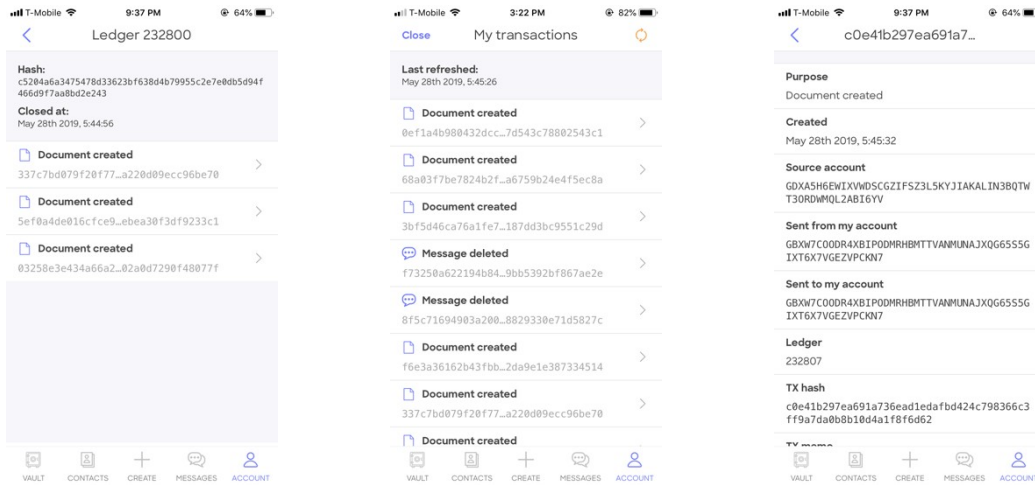 T-Mobile 9:37 PM 64%
Ledger 232800
Hash:
c5204a6a3475478d33623bf638d4b79955c2e7e0db5d94f
466d9f7aa8bd2e243
Closed at:
May 28th 2019, 5:44:56
Document created
337c7bd079f20f77…a220d09ecc96be70
Document created
5ef0a4de016cfce9…ebea30f3df9233c1
Document created
03258e3e434a66a2…02a0d7290f48077f
VAULT CONTACTS CREATE MESSAGES ACCOUNT
T-Mobile 3:22 PM 82%
Close My transactions
Last refreshed:
May 28th 2019, 5:45:26
Document created
0ef1a4b980432dcc…7d543c78802543c1
Document created
68a03f7be7824b2f…a6759b24e4f5ec8a
Document created
3bf5d46ca76a1fe7…187dd3bc9551c29d
Message deleted
f73250a622194b84…9bb5392bf867ae2e
Message deleted
8f5c71694903a200…8829330e71d5827c
Document created
f6e3a36162b43fbb…2da9e1e387334514
Document created
337c7bd079f20f77…a220d09ecc96be70
Document created
VAULT CONTACTS CREATE MESSAGES ACCOUNT
T-Mobile 9:37 PM 64%
c0e41b297ea691a7…
Purpose
Document created
Created
May 28th 2019, 5:45:32
Source account
GDXA5H6EWIXVWDSCGZIFSZ3L5KYJIAKALIN3BQTW
T3ORDWMQL2ABI6YV
Sent from my account
GBXW7COODR4XBIPODMRHBMTTVANMUNAJXQG65S5G
IXT6X7VGEZVPCKN7
Sent to my account
GBXW7COODR4XBIPODMRHBMTTVANMUNAJXQG65S5G
IXT6X7VGEZVPCKN7
Ledger
232807
TX hash
c0e41b297ea691a736ead1edafbd424c798366c3
ff9a7da0b8b10d4a1f8f6d62
TX memo
VAULT CONTACTS CREATE MESSAGES ACCOUNT